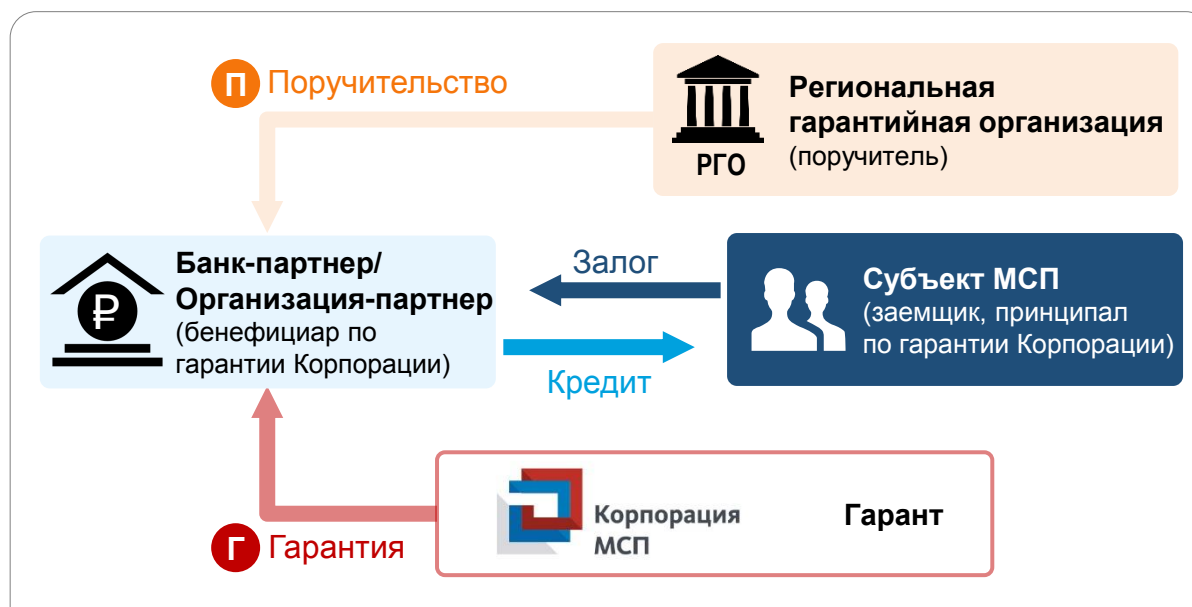 П Поручительство
Региональная
гарантийная организация
(поручитель)
РГО
Банк-партнер/
Организация-партнер
(бенефициар по
гарантии Корпорации)
₽
Залог
Кредит
Субъект МСП
(заемщик, принципал
по гарантии Корпорации)
Г Гарантия
Корпорация
МСП
Гарант